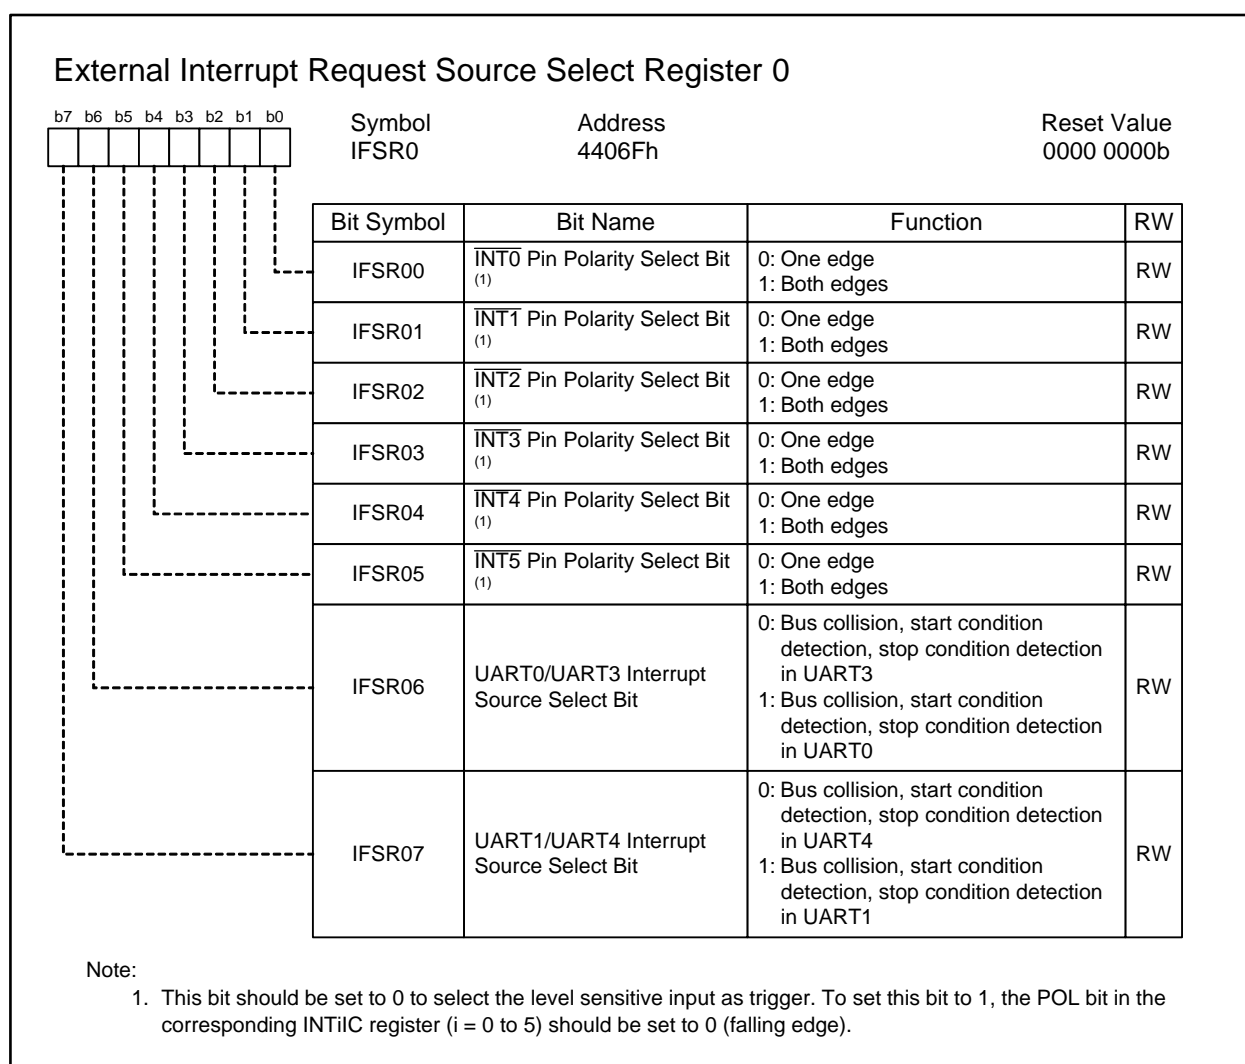 External Interrupt Request Source Select Register 0
b7 b6 b5 b4 b3 b2 b1 b0
Symbol Address Reset Value
IFSR0 4406Fh 0000 0000b
Bit Symbol Bit Name Function RW
IFSR00 INT0 Pin Polarity Select Bit (1) 0: One edge RW
1: Both edges
IFSR01 INT1 Pin Polarity Select Bit (1) 0: One edge RW
1: Both edges
IFSR02 INT2 Pin Polarity Select Bit (1) 0: One edge RW
1: Both edges
IFSR03 INT3 Pin Polarity Select Bit (1) 0: One edge RW
1: Both edges
IFSR04 INT4 Pin Polarity Select Bit (1) 0: One edge RW
1: Both edges
IFSR05 INT5 Pin Polarity Select Bit (1) 0: One edge RW
1: Both edges
IFSR06 UART0/UART3 Interrupt
Source Select Bit
0: Bus collision, start condition
detection, stop condition detection
in UART3
1: Bus collision, start condition
detection, stop condition detection
in UART0
RW
IFSR07 UART1/UART4 Interrupt
Source Select Bit
0: Bus collision, start condition
detection, stop condition detection
in UART4
1: Bus collision, start condition
detection, stop condition detection
in UART1
RW
Note:
1. This bit should be set to 0 to select the level sensitive input as trigger. To set this bit to 1, the POL bit in the
corresponding INTiIC register (i = 0 to 5) should be set to 0 (falling edge).